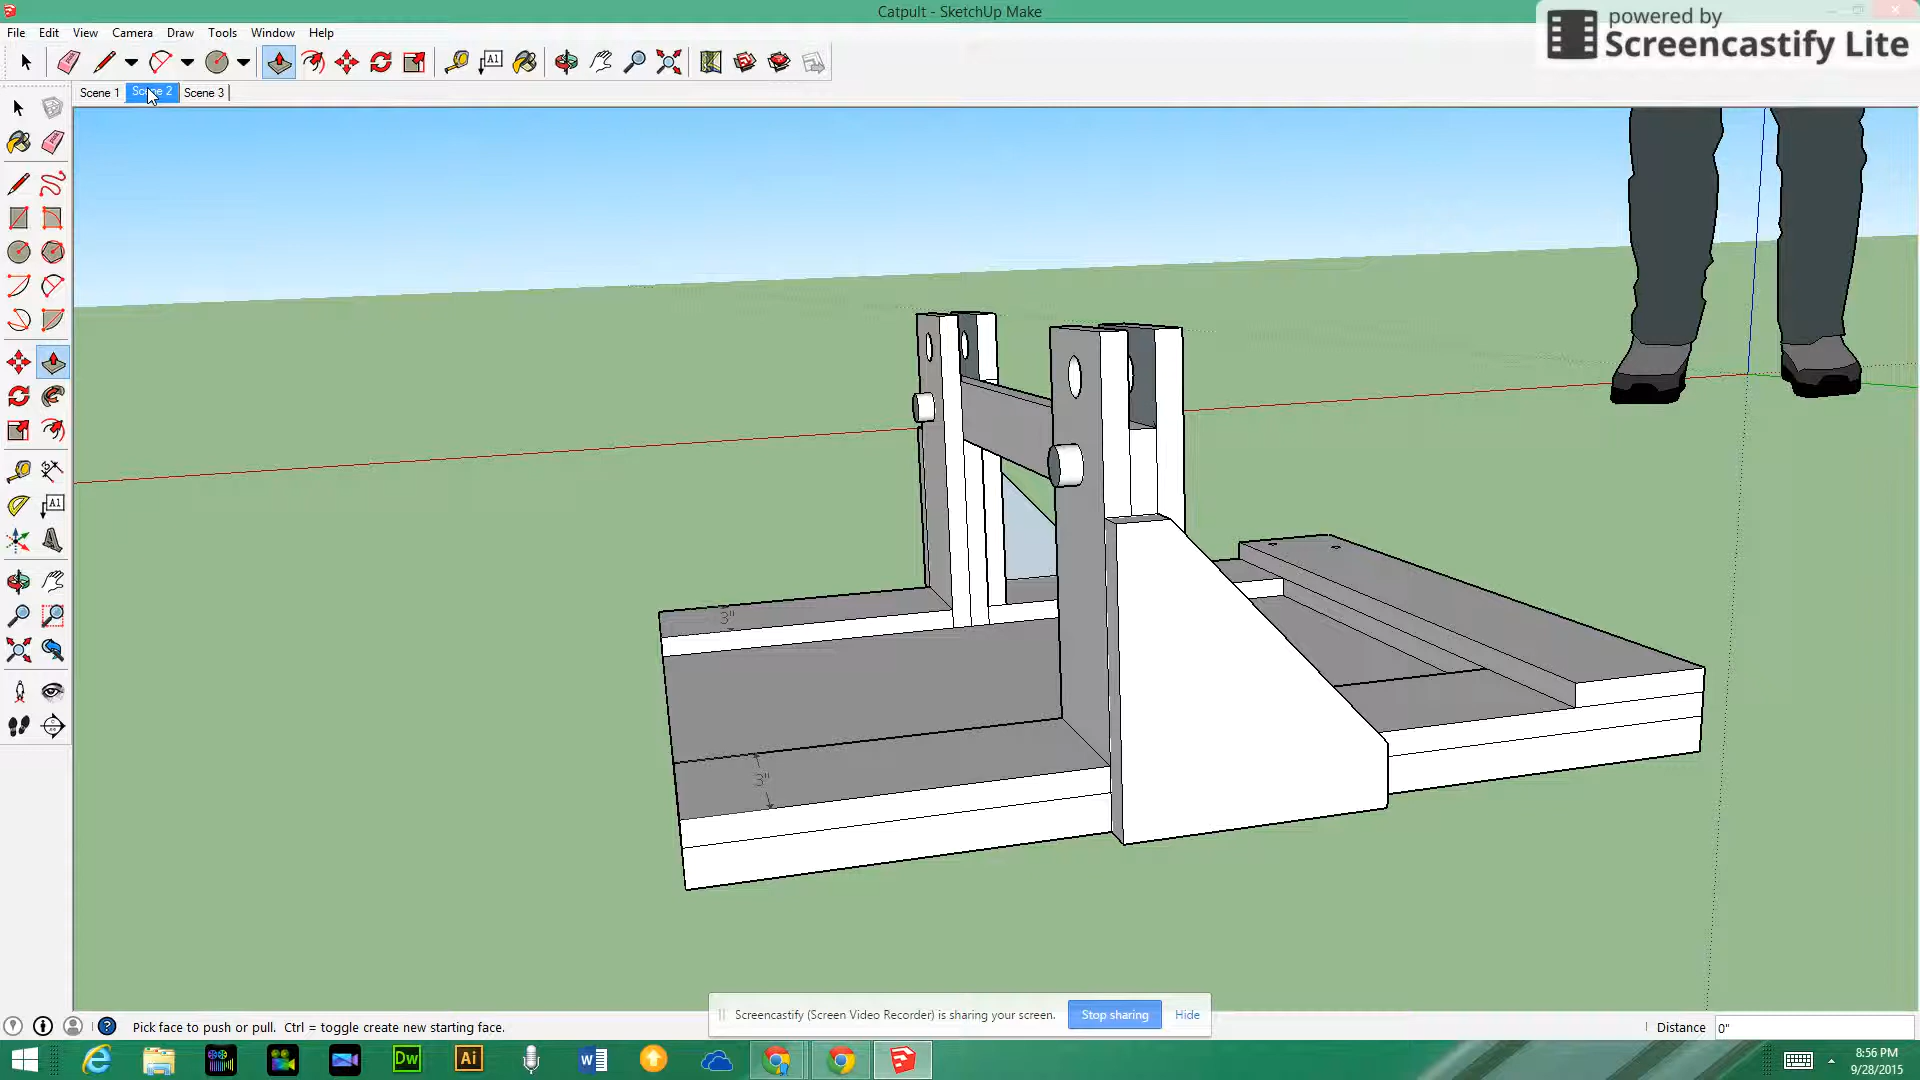 Catpult - SketchUp Make
powered by
Screencastify Lite
File Edit View Camera Draw Tools Window Help
A1
Scene 1 Scene 2 Scene 3
A1
3"
3"
Screencastify (Screen Video Recorder) is sharing your screen. Stop sharing Hide
Pick face to push or pull. Ctrl = toggle create new starting face.
Distance 0"
Dw Ai W
8:56 PM
9/28/2015